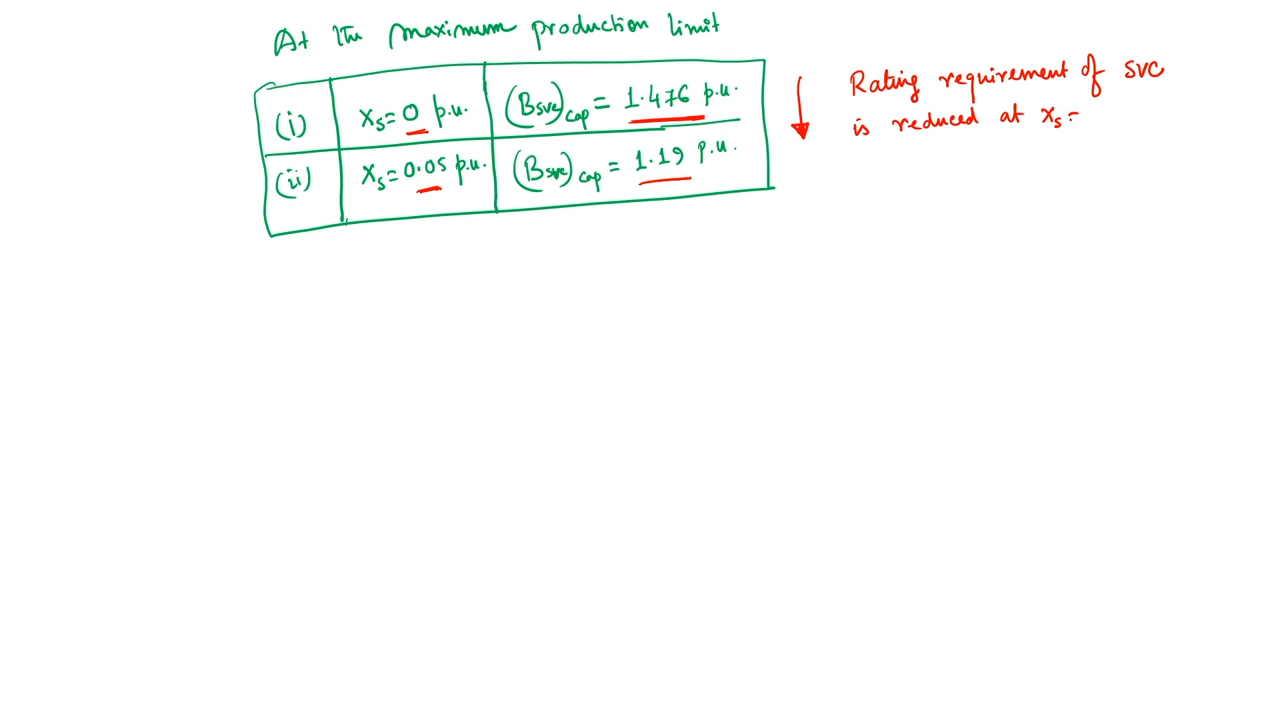 At the maximum production limit
(i) Xs = 0 p.u. (Bsvc)cap = 1.476 p.u.
(ii) Xs = 0.05 p.u. (Bsvc)cap = 1.19 p.u.
Rating requirement of SVC
is reduced at Xs =